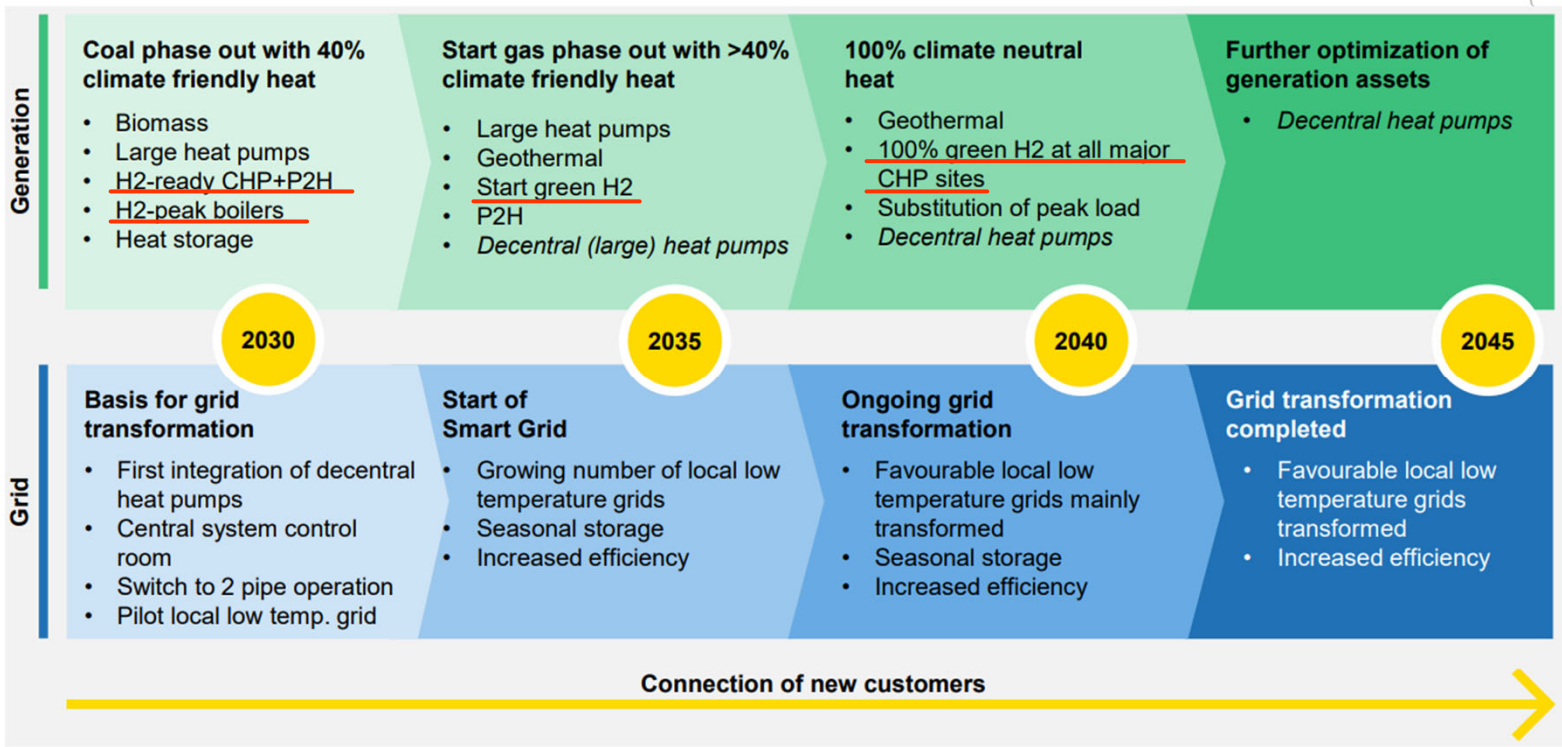 Generation
Coal phase out with 40%
climate friendly heat
• Biomass
• Large heat pumps
• H2-ready CHP+P2H
• H2-peak boilers
• Heat storage
Start gas phase out with >40%
climate friendly heat
• Large heat pumps
• Geothermal
• Start green H2
• P2H
• Decentral (large) heat pumps
100% climate neutral
heat
• Geothermal
• 100% green H2 at all major
CHP sites
• Substitution of peak load
• Decentral heat pumps
Further optimization of
generation assets
• Decentral heat pumps
2030
2035
2040
2045
Grid
Basis for grid
transformation
• First integration of decentral
heat pumps
• Central system control
room
• Switch to 2 pipe operation
• Pilot local low temp. grid
Start of
Smart Grid
• Growing number of local low
temperature grids
• Seasonal storage
• Increased efficiency
Ongoing grid
transformation
• Favourable local low
temperature grids mainly
transformed
• Seasonal storage
• Increased efficiency
Grid transformation
completed
• Favourable local low
temperature grids
transformed
• Increased efficiency
Connection of new customers